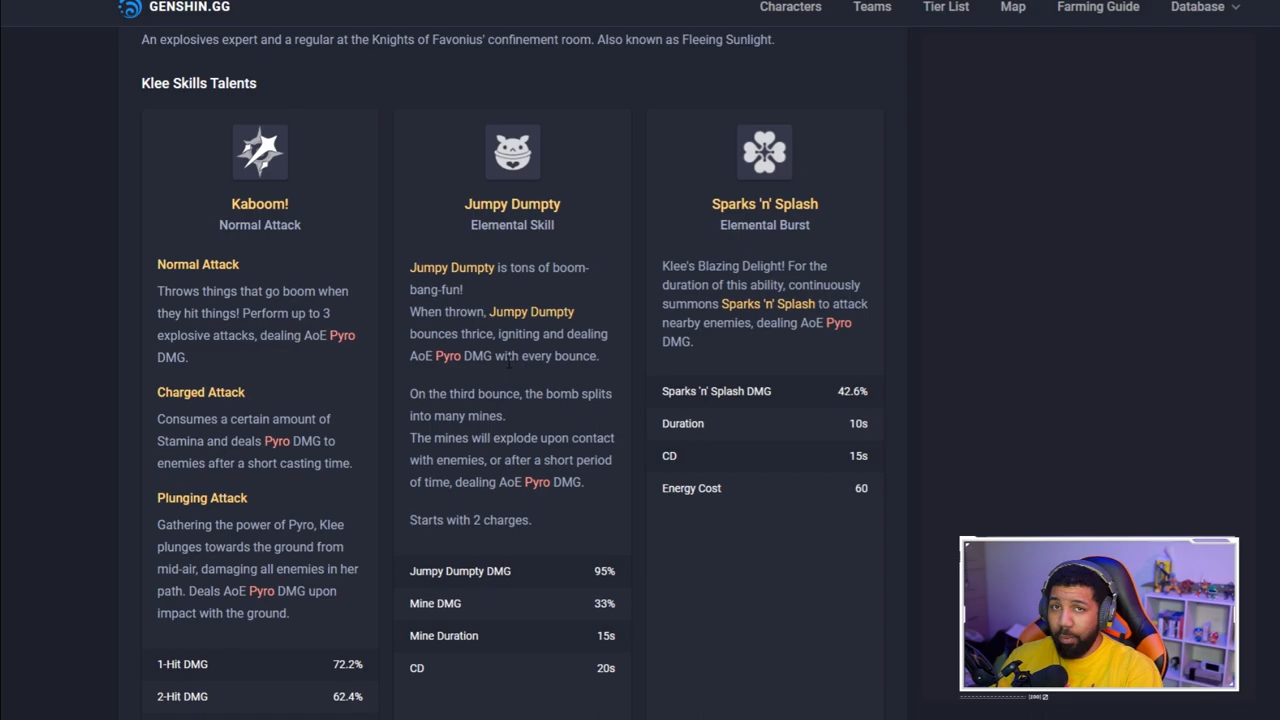 GENSHIN.GG
Characters
Teams
Tier List
Map
Farming Guide
Database
An explosives expert and a regular at the Knights of Favonius' confinement room. Also known as Fleeing Sunlight.
Klee Skills Talents
Kaboom!
Normal Attack
Normal Attack
Throws things that go boom when
they hit things! Perform up to 3
explosive attacks, dealing AoE Pyro
DMG.
Charged Attack
Consumes a certain amount of
Stamina and deals Pyro DMG to
enemies after a short casting time.
Plunging Attack
Gathering the power of Pyro, Klee
plunges towards the ground from
mid-air, damaging all enemies in her
path. Deals AoE Pyro DMG upon
impact with the ground.
1-Hit DMG 72.2%
2-Hit DMG 62.4%
Jumpy Dumpty
Elemental Skill
Jumpy Dumpty is tons of boom-
bang-fun!
When thrown, Jumpy Dumpty
bounces thrice, igniting and dealing
AoE Pyro DMG with every bounce.
On the third bounce, the bomb splits
into many mines.
The mines will explode upon contact
with enemies, or after a short period
of time, dealing AoE Pyro DMG.
Starts with 2 charges.
Jumpy Dumpty DMG 95%
Mine DMG 33%
Mine Duration 15s
CD 20s
Sparks 'n' Splash
Elemental Burst
Klee's Blazing Delight! For the
duration of this ability, continuously
summons Sparks 'n' Splash to attack
nearby enemies, dealing AoE Pyro
DMG.
Sparks 'n' Splash DMG 42.6%
Duration 10s
CD 15s
Energy Cost 60